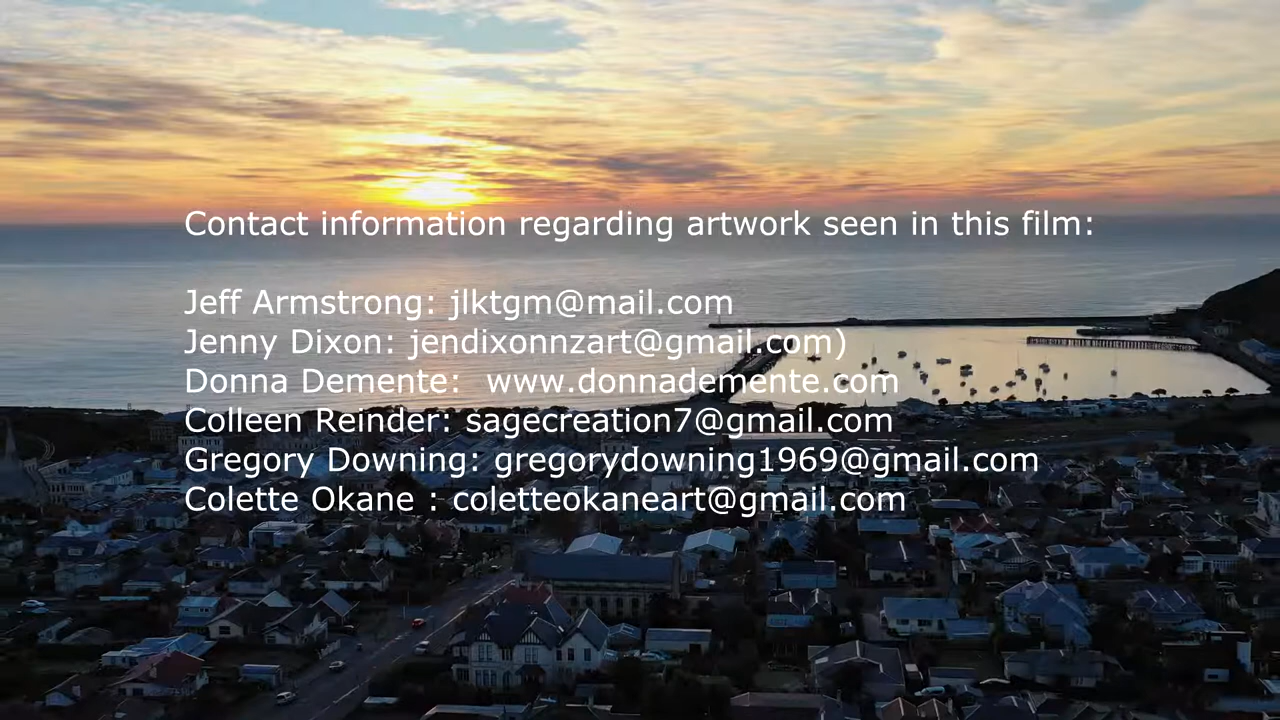 Contact information regarding artwork seen in this film:
Jeff Armstrong: jlktgm@mail.com
Jenny Dixon: jendixonnzart@gmail.com)
Donna Demente:  www.donnademente.com
Colleen Reinder: sagecreation7@gmail.com
Gregory Downing: gregorydowning1969@gmail.com
Colette Okane : coletteokaneart@gmail.com